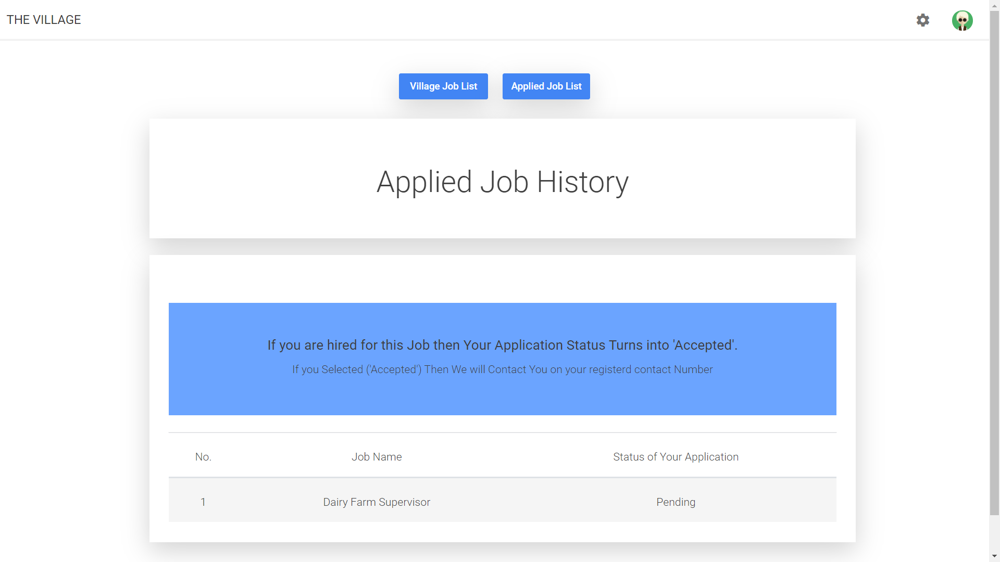 THE VILLAGE
Village Job List
Applied Job List
Applied Job History
If you are hired for this Job then Your Application Status Turns into 'Accepted'.
If you Selected ('Accepted') Then We will Contact You on your registerd contact Number
No. Job Name Status of Your Application
1 Dairy Farm Supervisor Pending